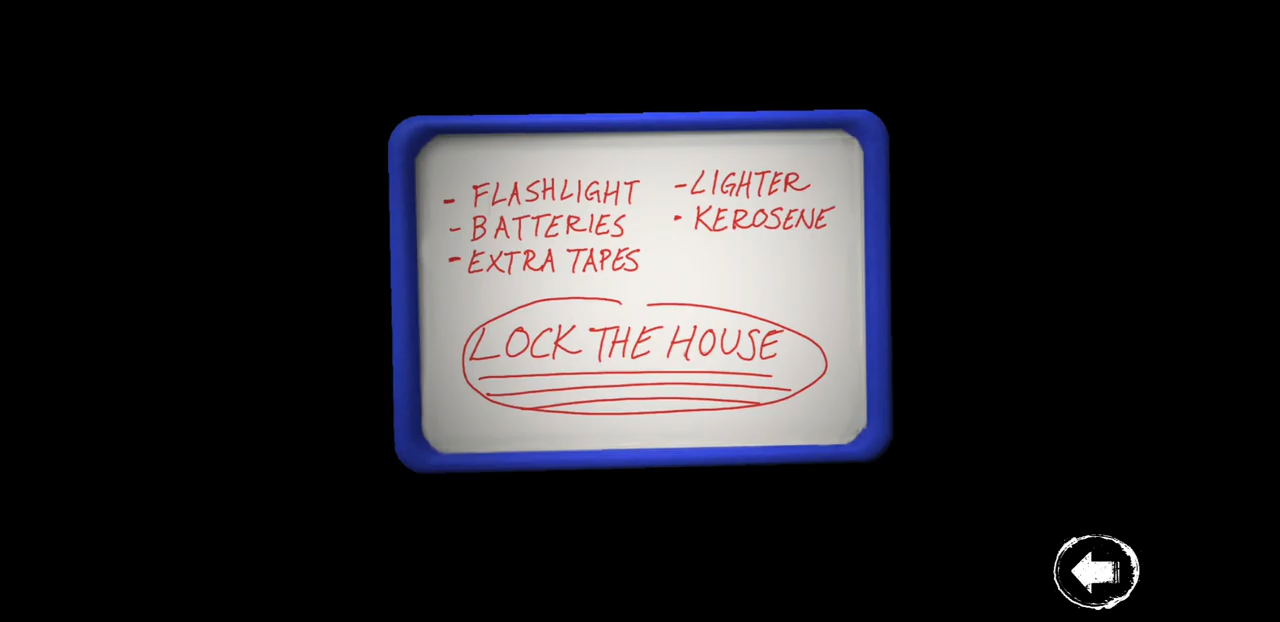 - FLASHLIGHT
- BATTERIES
- EXTRA TAPES
- LIGHTER
· KEROSENE
LOCK THE HOUSE